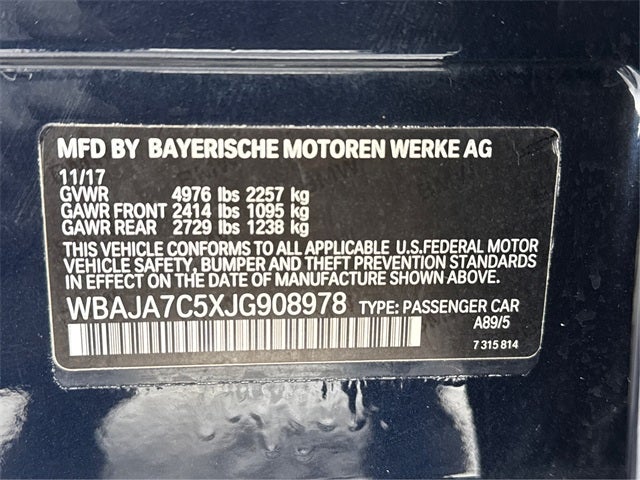 MFD BY BAYERISCHE MOTOREN WERKE AG
11/17
GVWR 4976 lbs 2257 kg
GAWR FRONT 2414 lbs 1095 kg
GAWR REAR 2729 lbs 1238 kg
THIS VEHICLE CONFORMS TO ALL APPLICABLE U.S.FEDERAL MOTOR
VEHICLE SAFETY, BUMPER AND THEFT PREVENTION STANDARDS
IN EFFECT ON THE DATE OF MANUFACTURE SHOWN ABOVE.
WBAJA7C5XJG908978 TYPE: PASSENGER CAR
A89/5
7 315 814